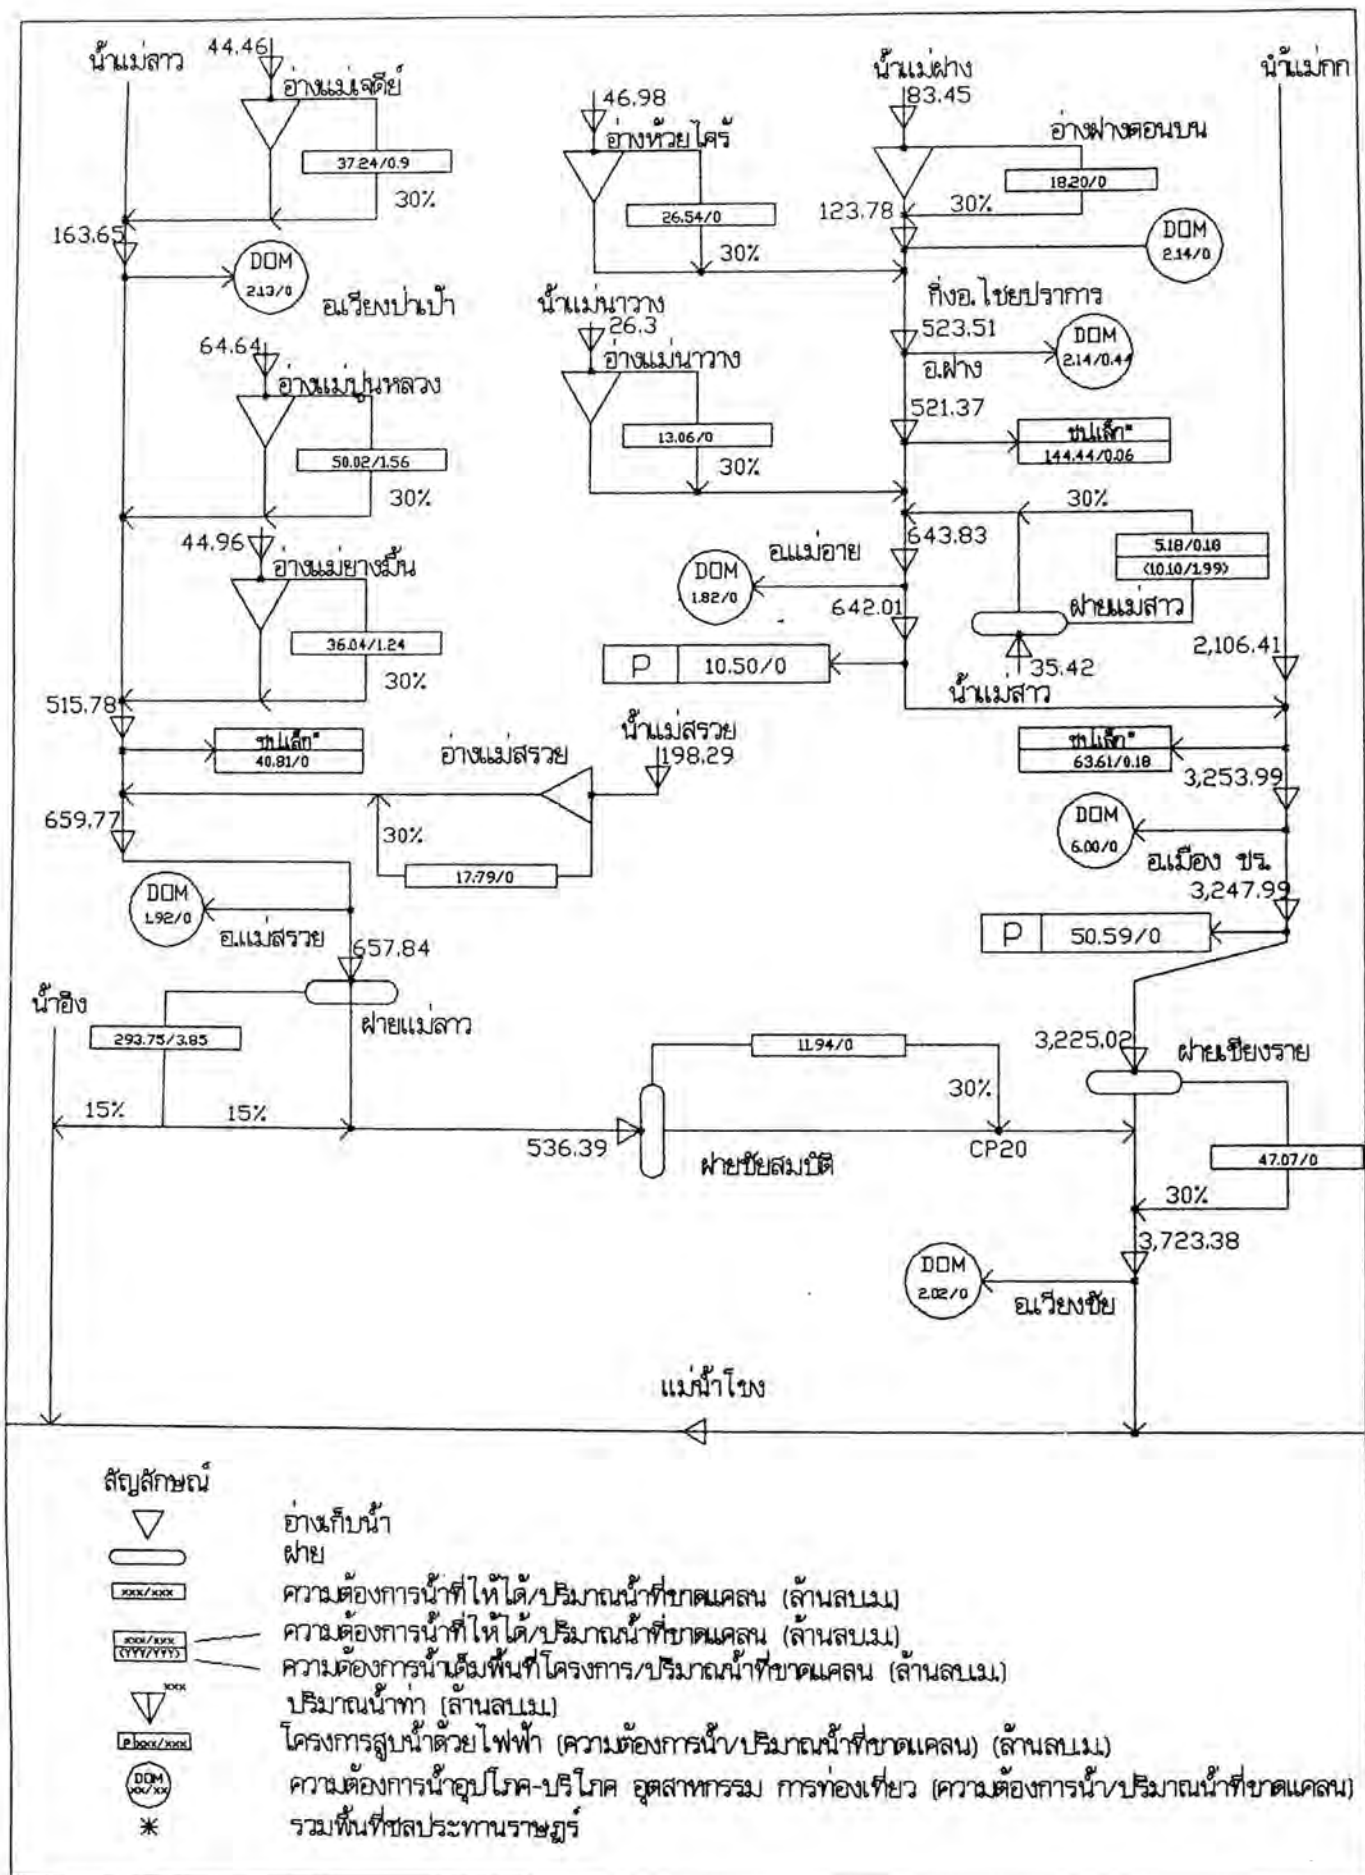 น้ำแม่ลาว
44.46
อ่างแม่เจดีย์
37.24/0.9
30%
163.65
DOM
2.13/0
อ.เวียงป่าเป้า
64.64
อ่างแม่ปูนหลวง
50.02/1.56
30%
44.96
อ่างแม่ยางมิ้น
36.04/1.24
30%
515.78
ชป.เล็ก*
40.81/0
659.77
46.98
อ่างห้วยไคร้
26.54/0
30%
น้ำแม่นาวาง
26.3
อ่างแม่นาวาง
13.06/0
30%
น้ำแม่ฝาง
83.45
อ่างฝางตอนบน
18.20/0
30%
123.78
DOM
2.14/0
กิ่งอ.ไชยปราการ
523.51
DOM
2.14/0.44
อ.ฝาง
521.37
ชป.เล็ก*
144.44/0.06
30%
643.83
5.18/0.18
(10.10/1.99)
ฝายแม่สาว
35.42
น้ำแม่สาว
อ.แม่อาย
DOM
1.82/0
642.01
P
10.50/0
น้ำแม่กก
2,106.41
ชป.เล็ก*
63.61/0.18
3,253.99
DOM
6.00/0
อ.เมือง ชร.
3,247.99
P
50.59/0
น้ำแม่สรวย
198.29
อ่างแม่สรวย
30%
17.79/0
DOM
1.92/0
อ.แม่สรวย
657.84
ฝายแม่ลาว
น้ำอิง
293.75/3.85
15%
15%
536.39
11.94/0
30%
ฝายชัยสมบัติ
CP20
3,225.02
ฝายเชียงราย
47.07/0
30%
3,723.38
DOM
2.02/0
อ.เวียงชัย
แม่น้ำโขง
สัญลักษณ์
อ่างเก็บน้ำ
ฝาย
xxx/xxx
ความต้องการน้ำที่ให้ได้/ปริมาณน้ำที่ขาดแคลน (ล้านลบ.ม.)
xxx/xxx
(YYY/YYY)
ความต้องการน้ำที่ให้ได้/ปริมาณน้ำที่ขาดแคลน (ล้านลบ.ม.)
ความต้องการน้ำเต็มพื้นที่โครงการ/ปริมาณน้ำที่ขาดแคลน (ล้านลบ.ม.)
xxx
ปริมาณน้ำท่า (ล้านลบ.ม.)
P xxx/xxx
โครงการสูบน้ำด้วยไฟฟ้า (ความต้องการน้ำ/ปริมาณน้ำที่ขาดแคลน) (ล้านลบ.ม.)
DOM
xx/xx
ความต้องการน้ำอุปโภค-บริโภค อุตสาหกรรม การท่องเที่ยว (ความต้องการน้ำ/ปริมาณน้ำที่ขาดแคลน)
*
รวมพื้นที่ชลประทานราษฎร์